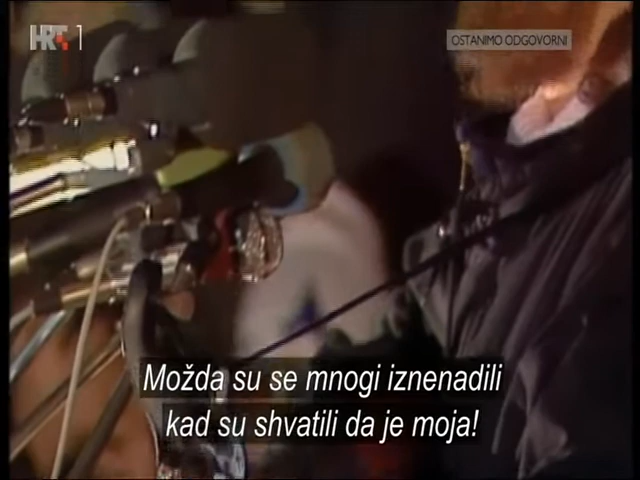 HRT 1
OSTANIMO ODGOVORNI
Možda su se mnogi iznenadili
kad su shvatili da je moja!